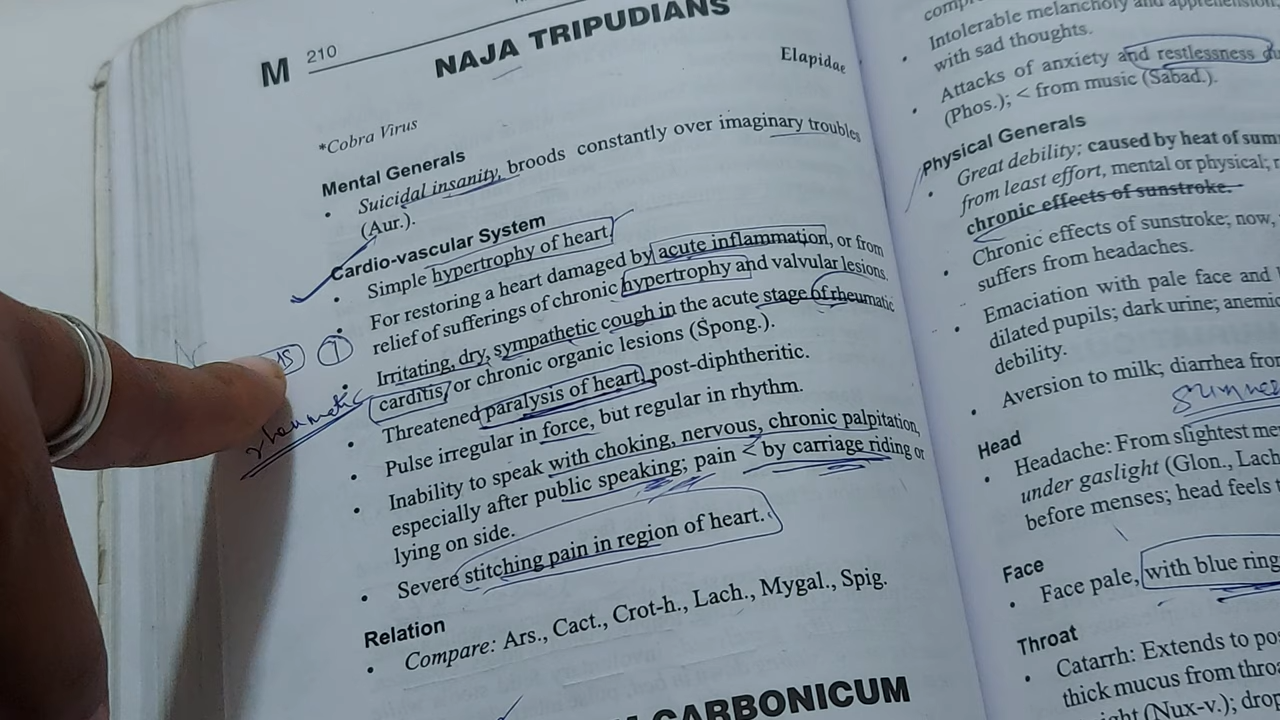 M 210
NAJA TRIPUDIANS
Elapidae
*Cobra Virus
Mental Generals
• Suicidal insanity, broods constantly over imaginary troubles
(Aur.).
Cardio-vascular System
• Simple hypertrophy of heart.
• For restoring a heart damaged by acute inflammation, or from
relief of sufferings of chronic hypertrophy and valvular lesions.
• Irritating, dry, sympathetic cough in the acute stage of rheumatic
carditis, or chronic organic lesions (Spong.).
• Threatened paralysis of heart, post-diphtheritic.
• Pulse irregular in force, but regular in rhythm.
• Inability to speak with choking, nervous, chronic palpitation,
especially after public speaking; pain < by carriage riding or
lying on side.
• Severe stitching pain in region of heart.
Relation
• Compare: Ars., Cact., Crot-h., Lach., Mygal., Spig.
CARBONICUM
1
rheumatic
• Intolerable melancholy and apprehension,
with sad thoughts.
• Attacks of anxiety and restlessness
(Phos.); < from music (Sabad.).
Physical Generals
• Great debility; caused by heat of
from least effort, mental or physical;
chronic effects of sunstroke.
• Chronic effects of sunstroke; now,
suffers from headaches.
• Emaciation with pale face and
dilated pupils; dark urine;
debility.
• Aversion to milk; diarrhea
Head
• Headache: From slightest
under gaslight (Glon., Lach
before menses; head feels
Face
• Face pale, with blue
Throat
• Catarrh: Extends to
thick mucus from
(Nux-v.);